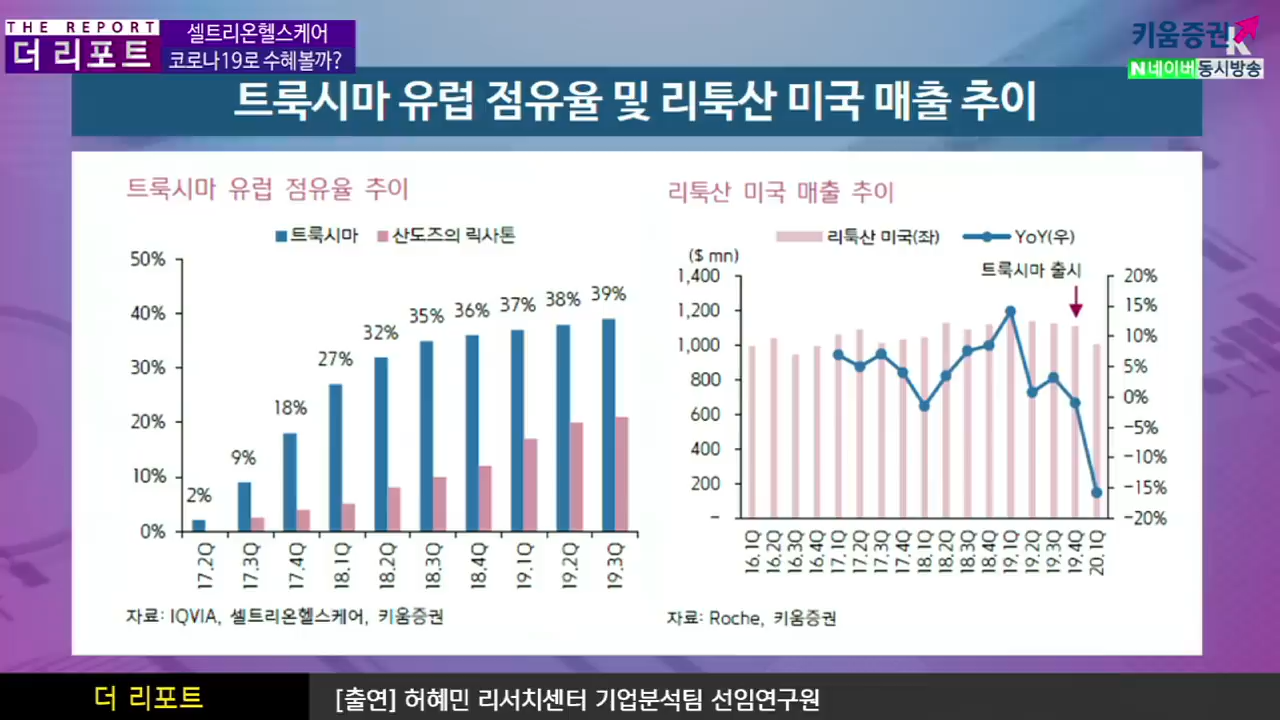 THE REPORT
더 리포트
셀트리온헬스케어
코로나19로 수혜볼까?
키움증권
N 네이버 동시방송
트룩시마 유럽 점유율 및 리툭산 미국 매출 추이
트룩시마 유럽 점유율 추이
트룩시마 산도즈의 릭사톤
50%
40%
30%
20%
10%
0%
2%
9%
18%
27%
32%
35%
36%
37%
38%
39%
17.2Q
17.3Q
17.4Q
18.1Q
18.2Q
18.3Q
18.4Q
19.1Q
19.2Q
19.3Q
자료: IQVIA, 셀트리온헬스케어, 키움증권
리툭산 미국 매출 추이
리툭산 미국(좌) YoY(우)
($ mn)
트룩시마 출시
1,400
1,200
1,000
800
600
400
200
–
20%
15%
10%
5%
0%
−5%
−10%
−15%
−20%
16.1Q
16.2Q
16.3Q
16.4Q
17.1Q
17.2Q
17.3Q
17.4Q
18.1Q
18.2Q
18.3Q
18.4Q
19.1Q
19.2Q
19.3Q
19.4Q
20.1Q
자료: Roche, 키움증권
더 리포트
[출연] 허혜민 리서치센터 기업분석팀 선임연구원